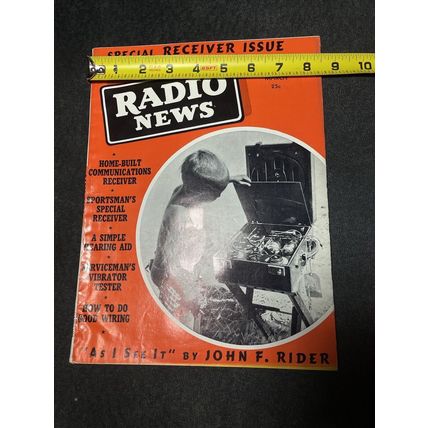 SPECIAL RECEIVER ISSUE
2 3 4 5 6 7 8 9 10
RADIO
NEWS
25c
HOME-BUILT
COMMUNICATIONS
RECEIVER
SPORTSMAN'S
SPECIAL
RECEIVER
A SIMPLE
HEARING AID
SERVICEMAN'S
VIBRATOR
TESTER
HOW TO DO
GOOD WIRING
"AS I SEE IT" BY JOHN F. RIDER